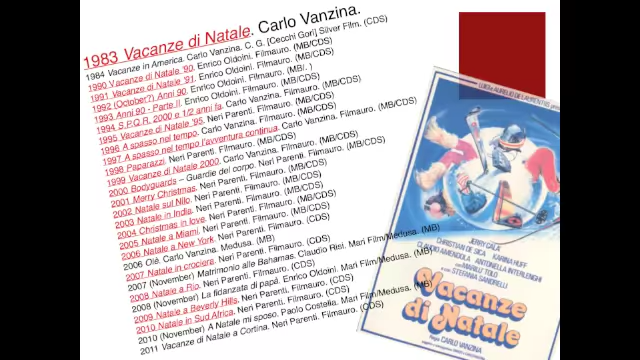 1983 Vacanze di Natale. Carlo Vanzina.
1984 Vacanze in America. Carlo Vanzina. C. G. [Cecchi Gori] Silver Film. (CDS)
1990 Vacanze di Natale '90. Enrico Oldoini. Filmauro. (MB/CDS)
1991 Vacanze di Natale '91. Enrico Oldoini. Filmauro. (MB/CDS)
1992 (October?) Anni 90. Enrico Oldoini. Filmauro. (MB/CDS)
1993 Anni 90 - Parte II. Enrico Oldoini. Filmauro. (MB/. )
1994 S.P.Q.R. 2000 e 1/2 anni fa. Carlo Vanzina. Filmauro. (MB/CDS)
1995 Vacanze di Natale '95. Neri Parenti. Filmauro. (MB/CDS)
1996 A spasso nel tempo. Carlo Vanzina. Filmauro. (MB/CDS)
1997 A spasso nel tempo l'avventura continua. Carlo Vanzina. Filmauro. (MB/CDS)
1998 Paparazzi. Neri Parenti. Filmauro. (MB/CDS)
1999 Vacanze di Natale 2000. Carlo Vanzina. Filmauro. (MB/CDS)
2000 Bodyguards – Guardie del corpo. Neri Parenti. Filmauro. (MB/CDS)
2001 Merry Christmas. Neri Parenti. Filmauro. (MB/CDS)
2002 Natale sul Nilo. Neri Parenti. Filmauro. (MB/CDS)
2003 Natale in India. Neri Parenti. Filmauro. (MB/CDS)
2004 Christmas in love. Neri Parenti. Filmauro. (MB/CDS)
2005 Natale a Miami. Neri Parenti. Filmauro. (MB/CDS)
2006 Natale a New York. Neri Parenti. Filmauro. (CDS)
2006 Olé. Carlo Vanzina. Medusa. (MB)
2007 Natale in crociera. Neri Parenti. Filmauro. (CDS)
2007 (November) Matrimonio alle Bahamas. Claudio Risi. Mari Film/Medusa. (MB)
2008 Natale a Rio. Neri Parenti. Filmauro. (CDS)
2008 (November) La fidanzata di papà. Enrico Oldoini. Mari Film/Medusa. (MB)
2009 Natale a Beverly Hills. Neri Parenti. Filmauro. (CDS)
2010 Natale in Sud Africa. Neri Parenti. Filmauro. (CDS)
2010 (November) A Natale mi sposo. Paolo Costella. Mari Film/Medusa. (MB)
2011 Vacanze di Natale a Cortina. Neri Parenti. Filmauro. (CDS)
LUIGI e AURELIO DE LAURENTIIS
JERRY CALA'
CHRISTIAN DE SICA KARINA HUFF
CLAUDIO AMENDOLA ANTONELLA INTERLENGHI
MARILU' TOLO
STEFANIA SANDRELLI
Vacanze
di Natale
Regia CARLO VANZINA